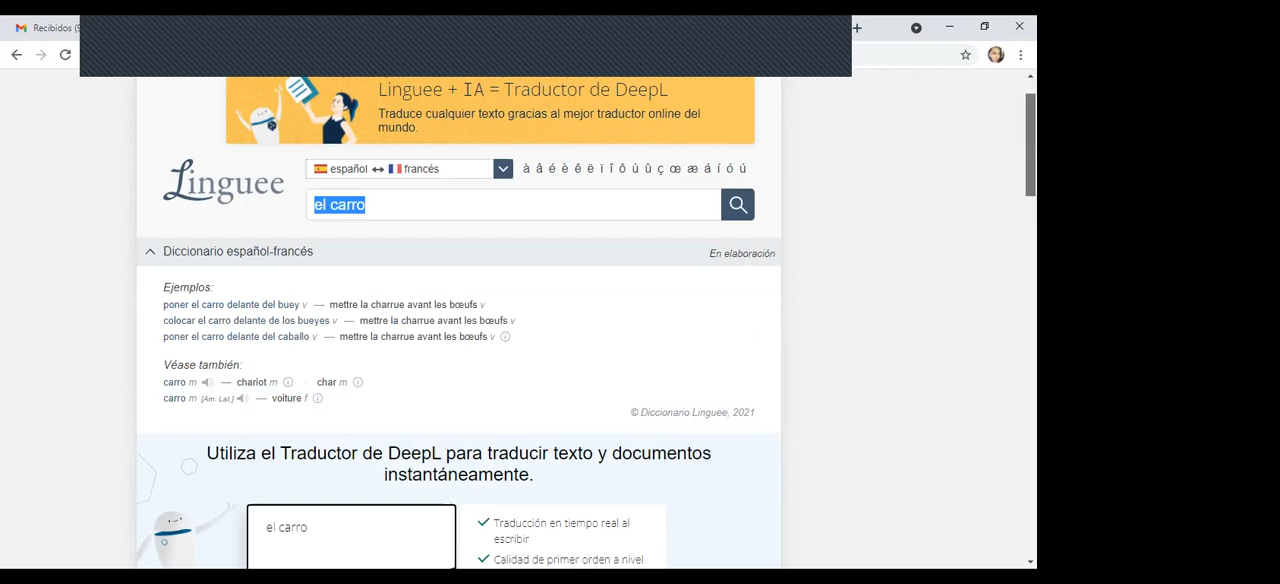 Recibidos (9
Linguee + IA = Traductor de DeepL
Traduce cualquier texto gracias al mejor traductor online del
mundo.
Linguee
español ↔ francés
à â é è ê ë ï î ô ù û ç œ æ á í ó ú
el carro
Diccionario español-francés
En elaboración
Ejemplos:
poner el carro delante del buey v — mettre la charrue avant les bœufs v
colocar el carro delante de los bueyes v — mettre la charrue avant les bœufs v
poner el carro delante del caballo v — mettre la charrue avant les bœufs v
Véase también:
carro m — chariot m · char m
carro m [Am. Lat.] — voiture f
© Diccionario Linguee, 2021
Utiliza el Traductor de DeepL para traducir texto y documentos
instantáneamente.
el carro
Traducción en tiempo real al
escribir
Calidad de primer orden a nivel